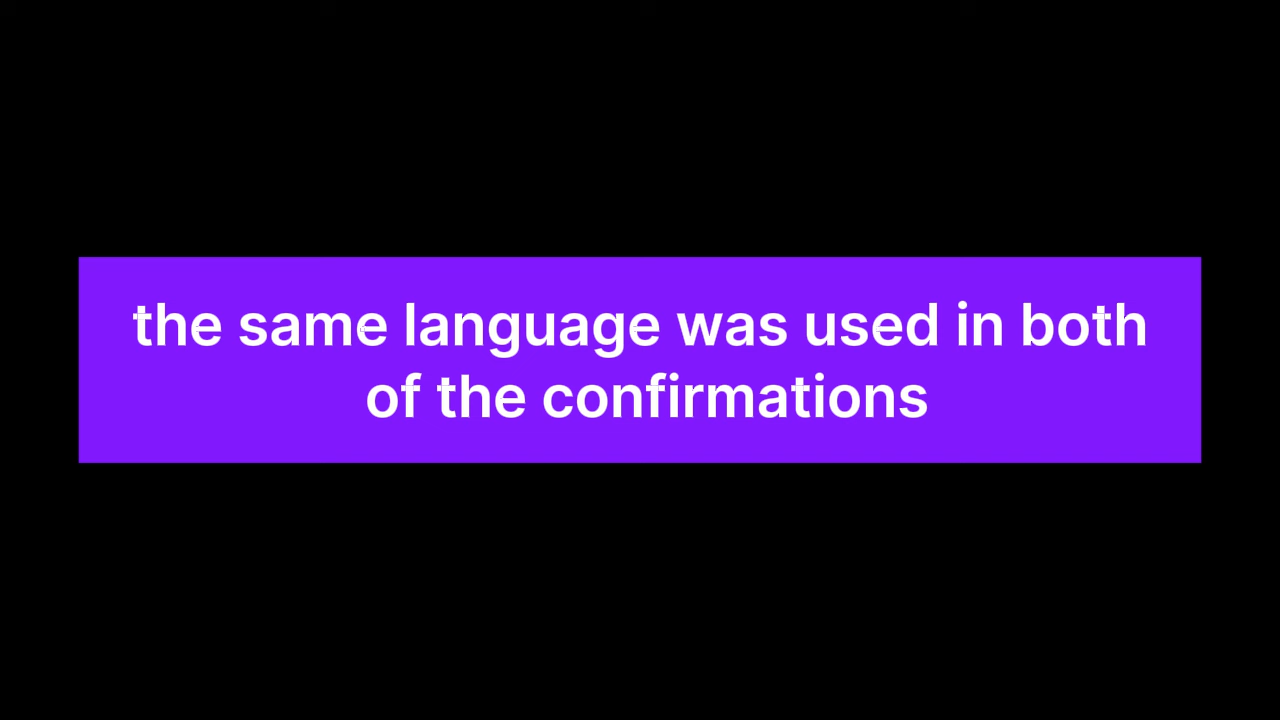 the same language was used in both
of the confirmations